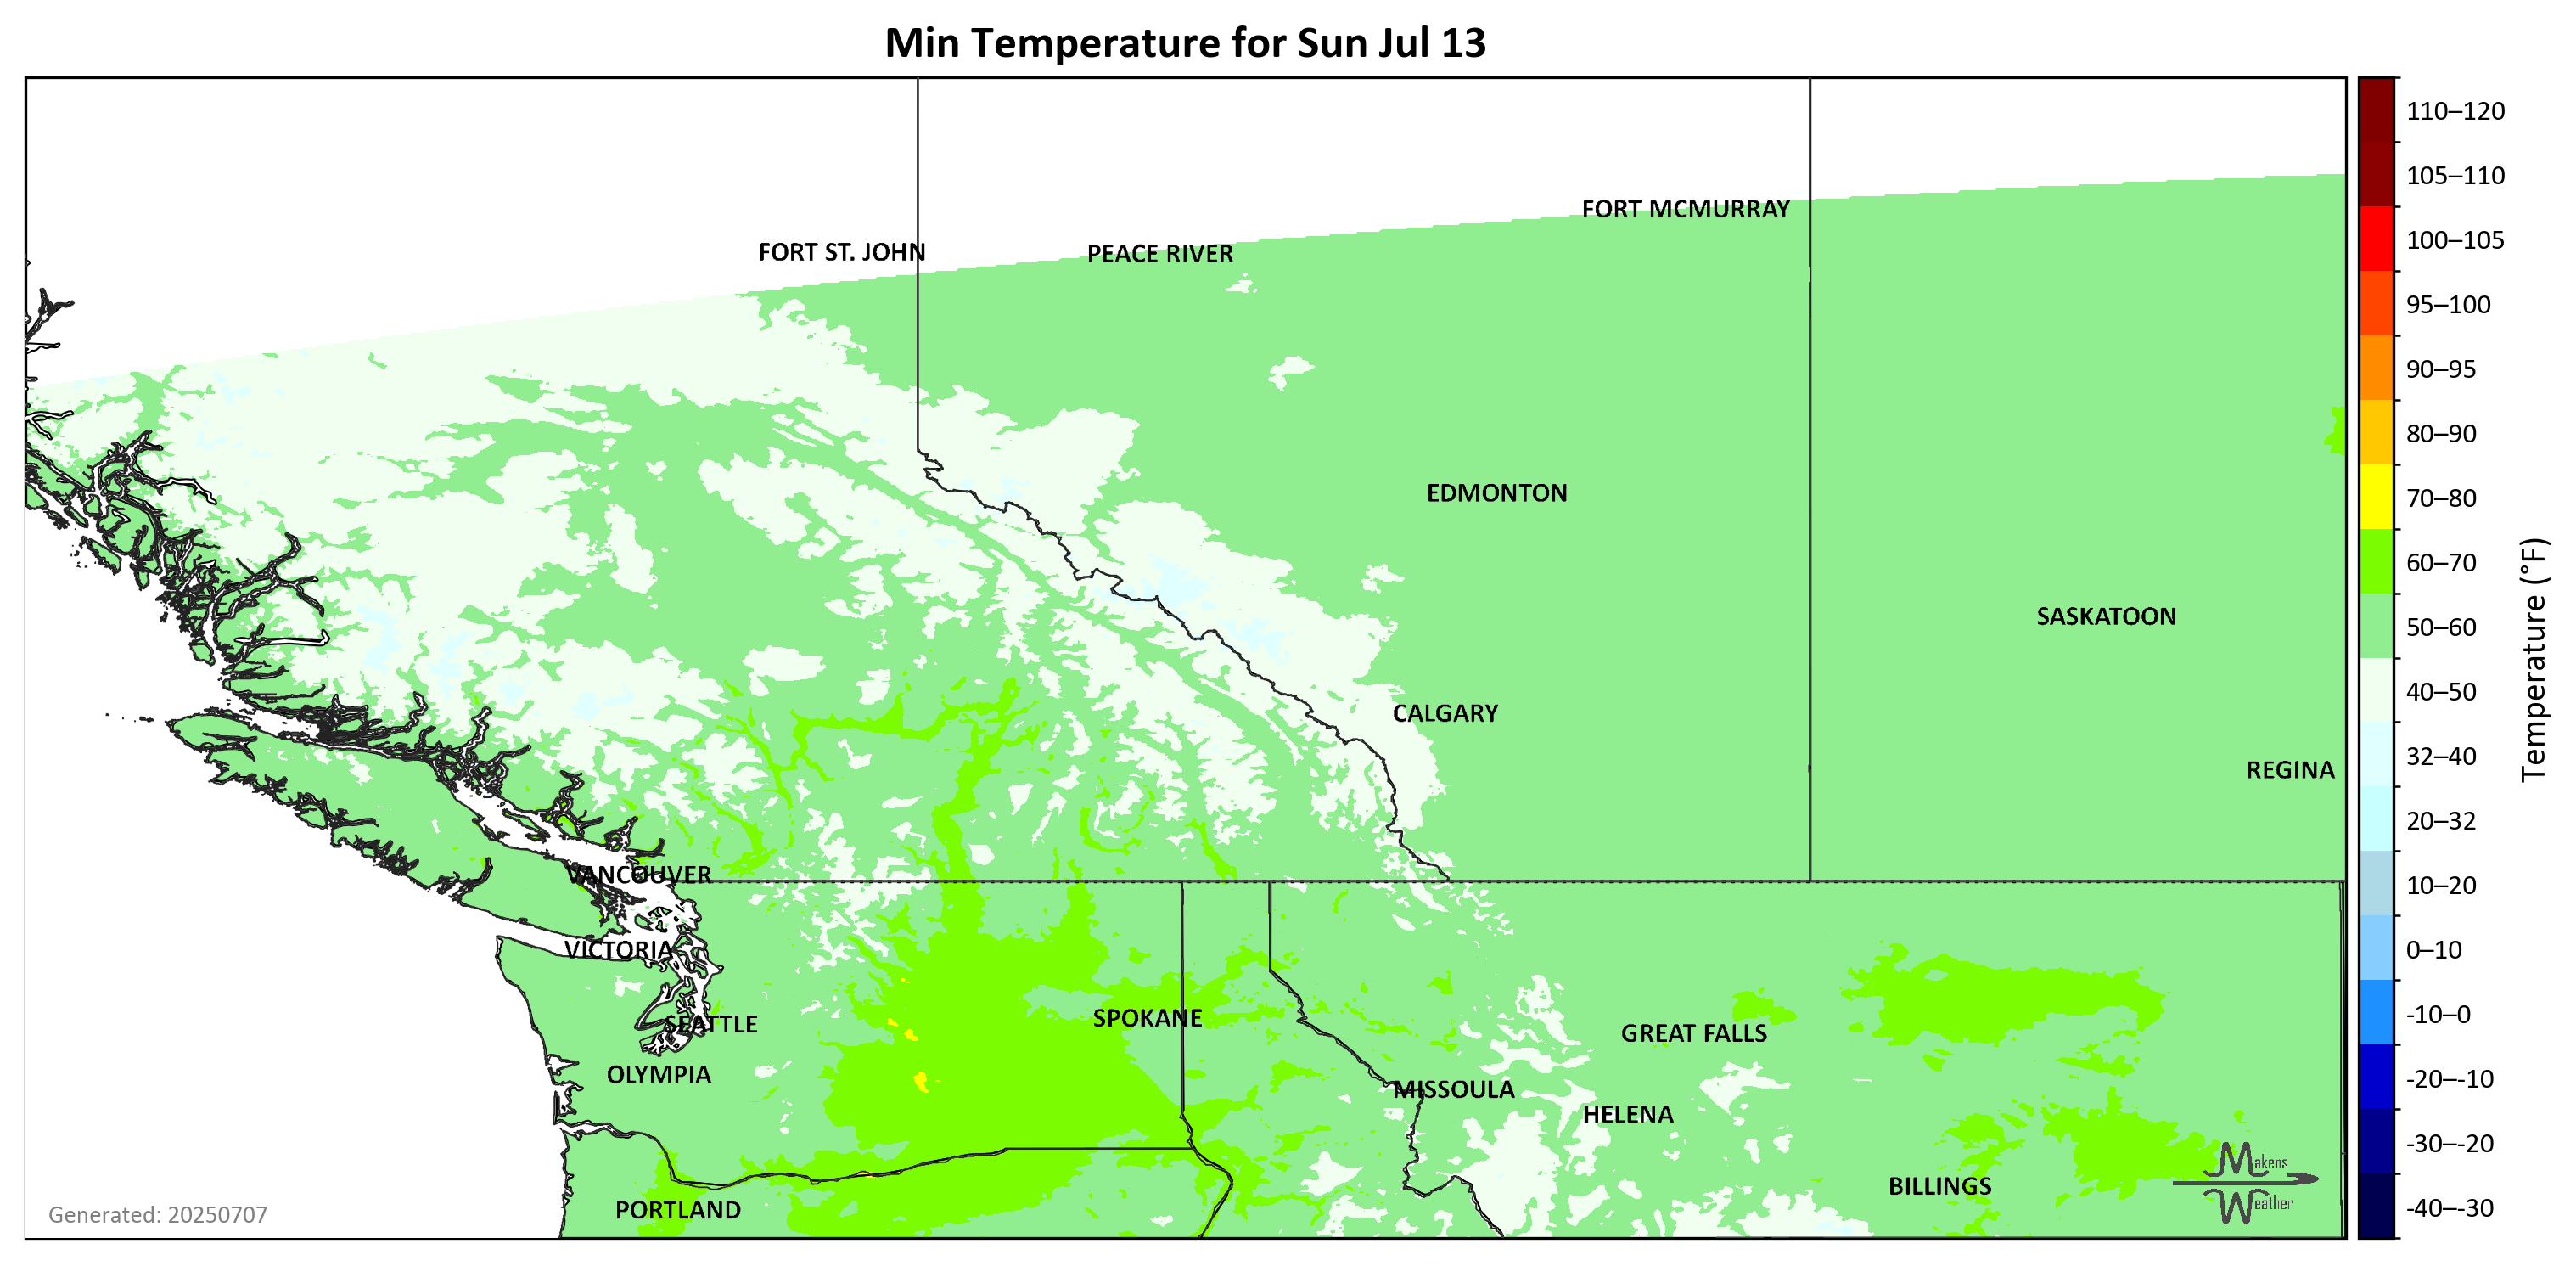 Min Temperature for Sun Jul 13
110–120
105–110
100–105
95–100
90–95
80–90
70–80
60–70
50–60
40–50
32–40
20–32
10–20
0–10
-10–0
-20–-10
-30–-20
-40–-30
Temperature (°F)
FORT MCMURRAY
FORT ST. JOHN
PEACE RIVER
EDMONTON
SASKATOON
CALGARY
REGINA
VANCOUVER
VICTORIA
SPOKANE
SEATTLE
GREAT FALLS
OLYMPIA
MISSOULA
HELENA
BILLINGS
PORTLAND
Makens
Weather
Generated: 20250707